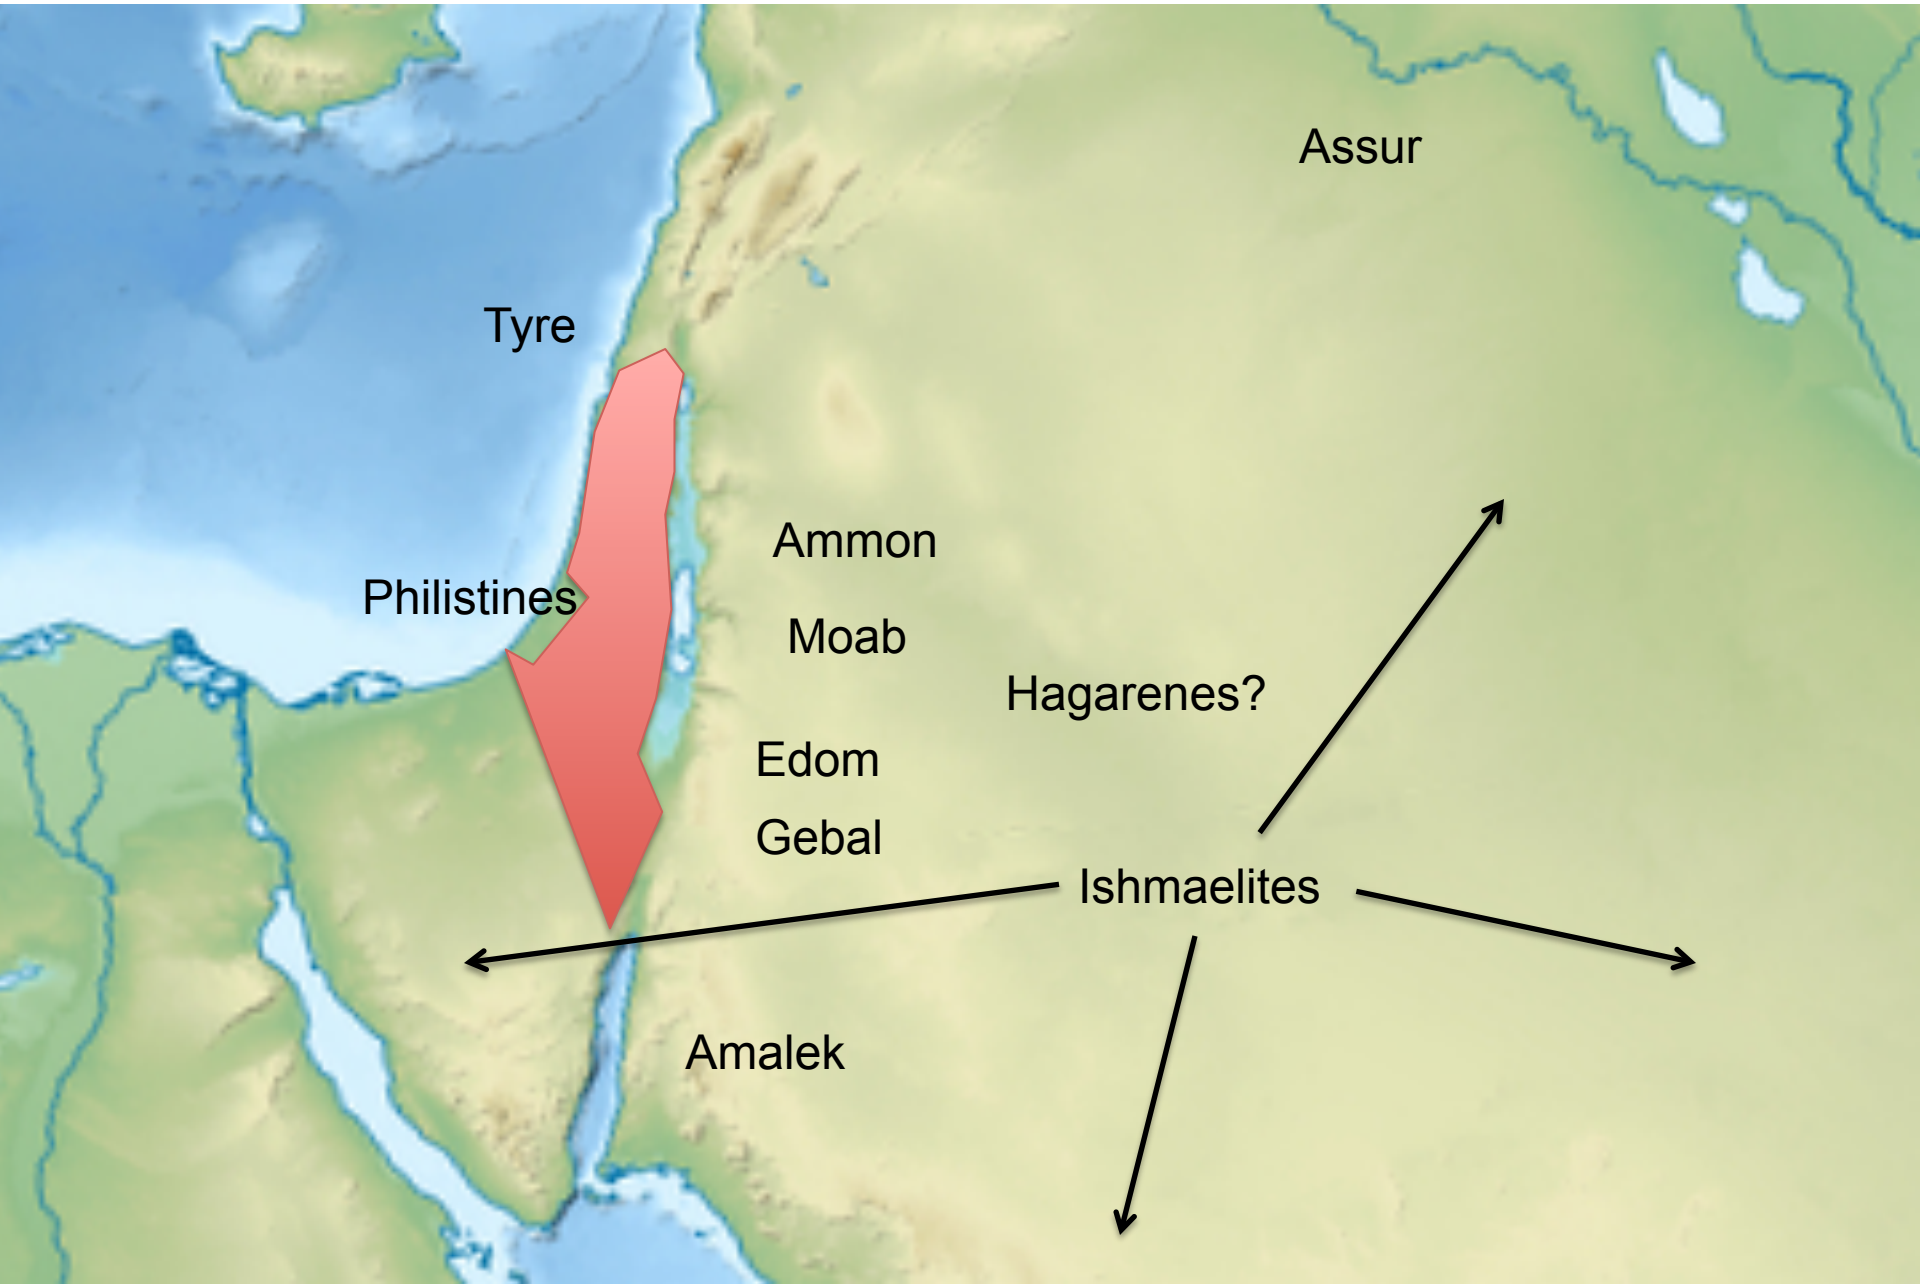 Assur
Tyre
Ammon
Philistines
Moab
Hagarenes?
Edom
Gebal
Ishmaelites
Amalek